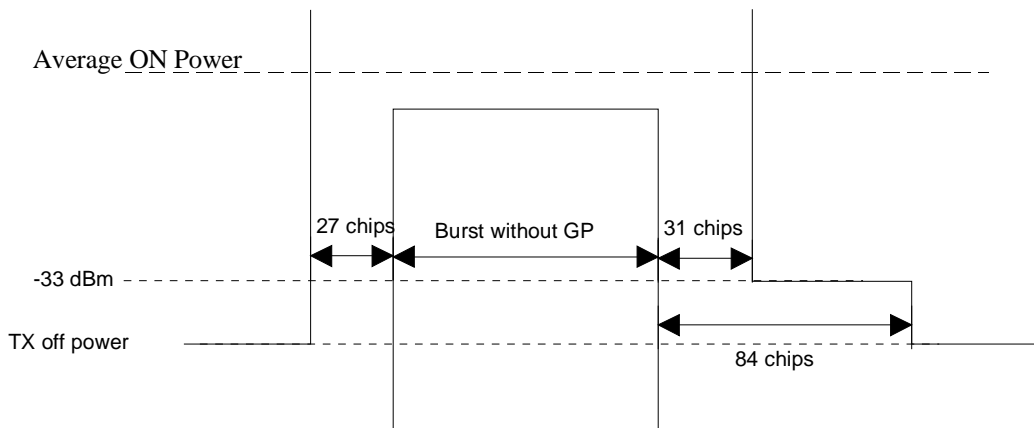 Average ON Power
27 chips
Burst without GP
31 chips
-33 dBm
TX off power
84 chips